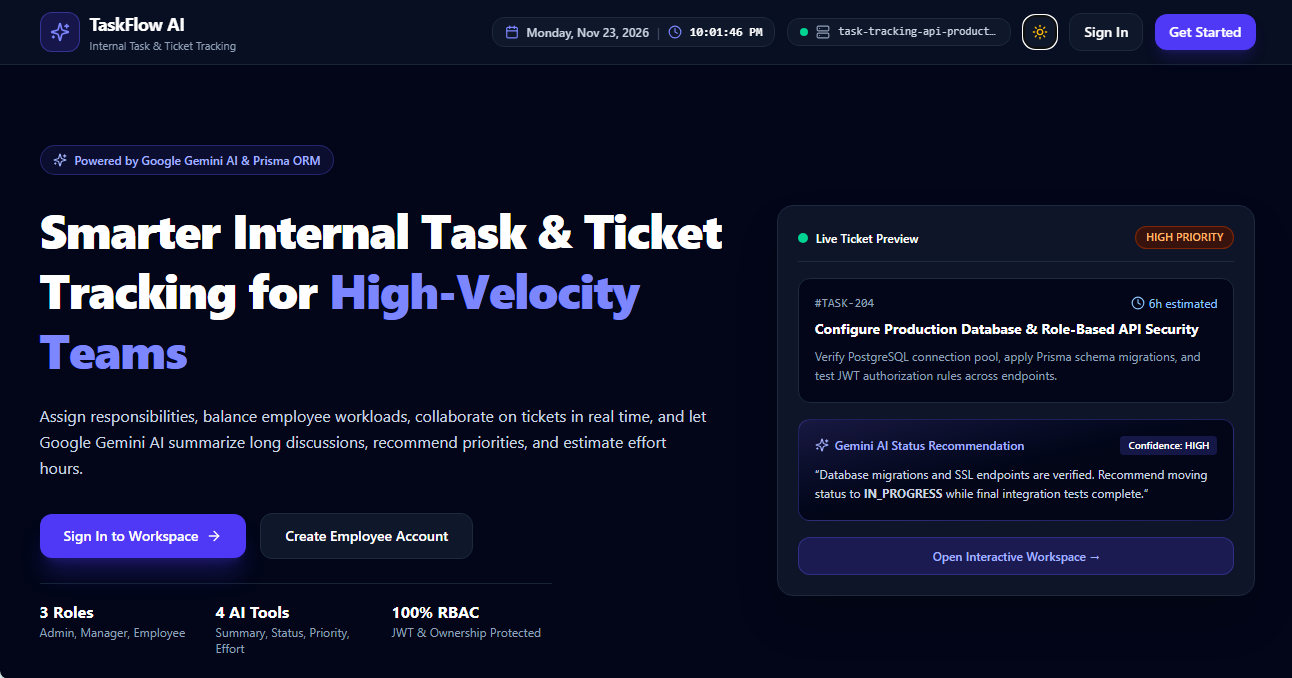 TaskFlow AI
Internal Task & Ticket Tracking
Monday, Nov 23, 2026 | 10:01:46 PM
task-tracking-api-product…
Sign In
Get Started
Powered by Google Gemini AI & Prisma ORM
Smarter Internal Task & Ticket
Tracking for High-Velocity
Teams
Assign responsibilities, balance employee workloads, collaborate on tickets in real time, and let
Google Gemini AI summarize long discussions, recommend priorities, and estimate effort
hours.
Sign In to Workspace →
Create Employee Account
3 Roles
Admin, Manager, Employee
4 AI Tools
Summary, Status, Priority,
Effort
100% RBAC
JWT & Ownership Protected
Live Ticket Preview
HIGH PRIORITY
#TASK-204
6h estimated
Configure Production Database & Role-Based API Security
Verify PostgreSQL connection pool, apply Prisma schema migrations, and
test JWT authorization rules across endpoints.
Gemini AI Status Recommendation
Confidence: HIGH
"Database migrations and SSL endpoints are verified. Recommend moving
status to IN_PROGRESS while final integration tests complete."
Open Interactive Workspace →